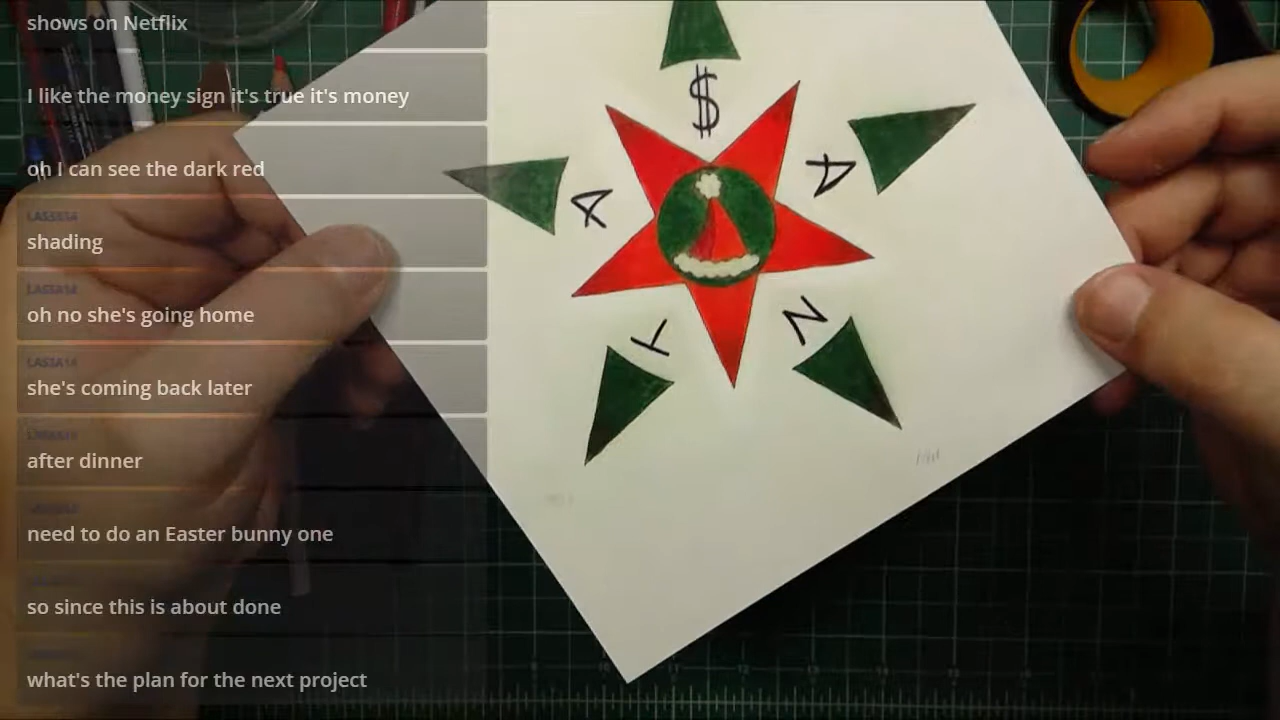 shows on Netflix
I like the money sign it's true it's money
oh I can see the dark red
shading
oh no she's going home
she's coming back later
after dinner
need to do an Easter bunny one
so since this is about done
what's the plan for the next project
$
A
N
T
A